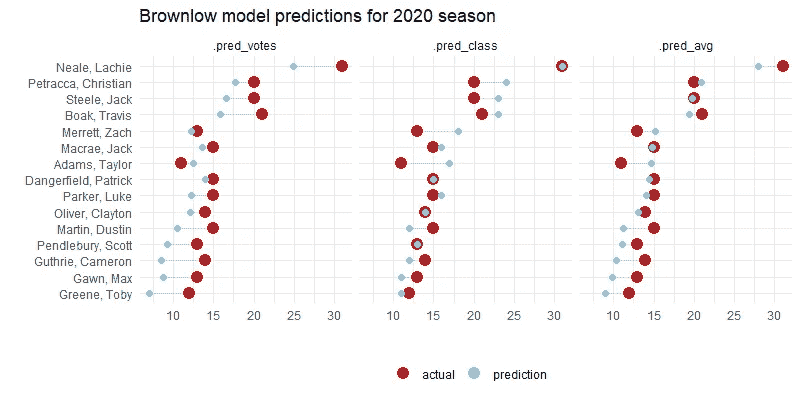 Brownlow model predictions for 2020 season
.pred_votes .pred_class .pred_avg
Neale, Lachie
Petracca, Christian
Steele, Jack
Boak, Travis
Merrett, Zach
Macrae, Jack
Adams, Taylor
Dangerfield, Patrick
Parker, Luke
Oliver, Clayton
Martin, Dustin
Pendlebury, Scott
Guthrie, Cameron
Gawn, Max
Greene, Toby
10 15 20 25 30 10 15 20 25 30 10 15 20 25 30
actual prediction